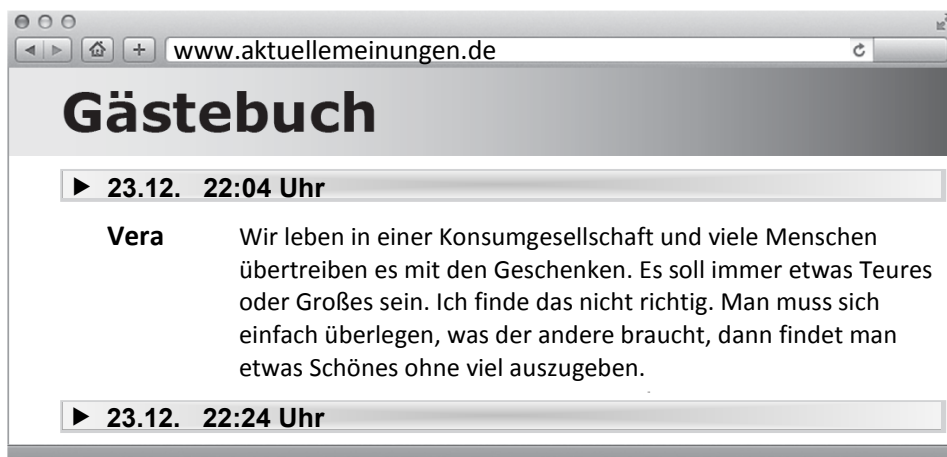 www.aktuellemeinungen.de
Gästebuch
23.12. 22:04 Uhr
Vera
Wir leben in einer Konsumgesellschaft und viele Menschen
übertreiben es mit den Geschenken. Es soll immer etwas Teures
oder Großes sein. Ich finde das nicht richtig. Man muss sich
einfach überlegen, was der andere braucht, dann findet man
etwas Schönes ohne viel auszugeben.
23.12. 22:24 Uhr